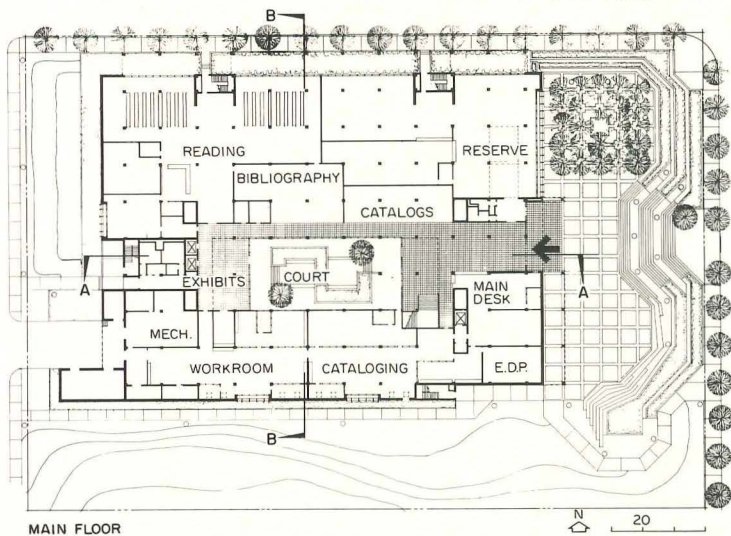 B
READING
RESERVE
BIBLIOGRAPHY
CATALOGS
A
EXHIBITS
COURT
MAIN
DESK
A
MECH.
WORKROOM
CATALOGING
E.D.P.
B
MAIN FLOOR
N
20